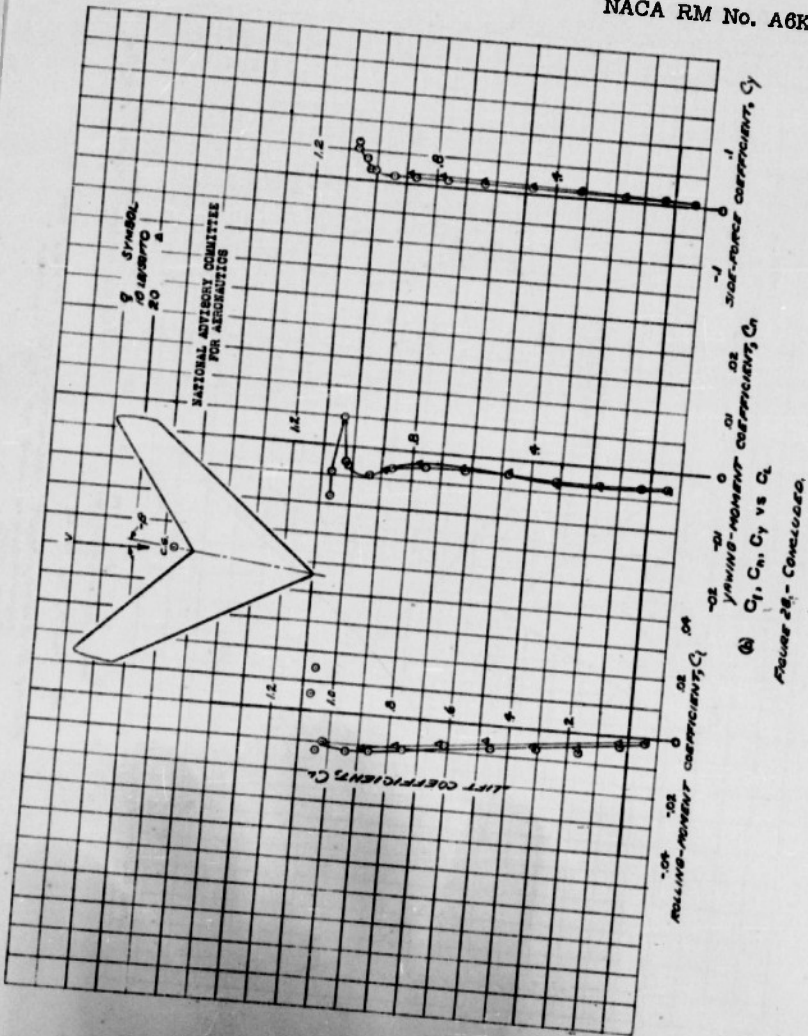 NACA RM No. A6K
q SYMBOL
20
NATIONAL ADVISORY COMMITTEE
FOR AERONAUTICS
V
C.G.
1.2
1.0
.8
.6
.4
.2
LIFT COEFFICIENT, CL
1.2
.8
.4
1.2
.8
.4
-.04 -.02 0 .02 .04
ROLLING-MOMENT COEFFICIENT, Cl
-.02 -.01 0 .01 .02
YAWING-MOMENT COEFFICIENT, Cn
-.1 0 .1
SIDE-FORCE COEFFICIENT, Cy
(b) Cl, Cn, Cy vs CL
FIGURE 28.- CONCLUDED.